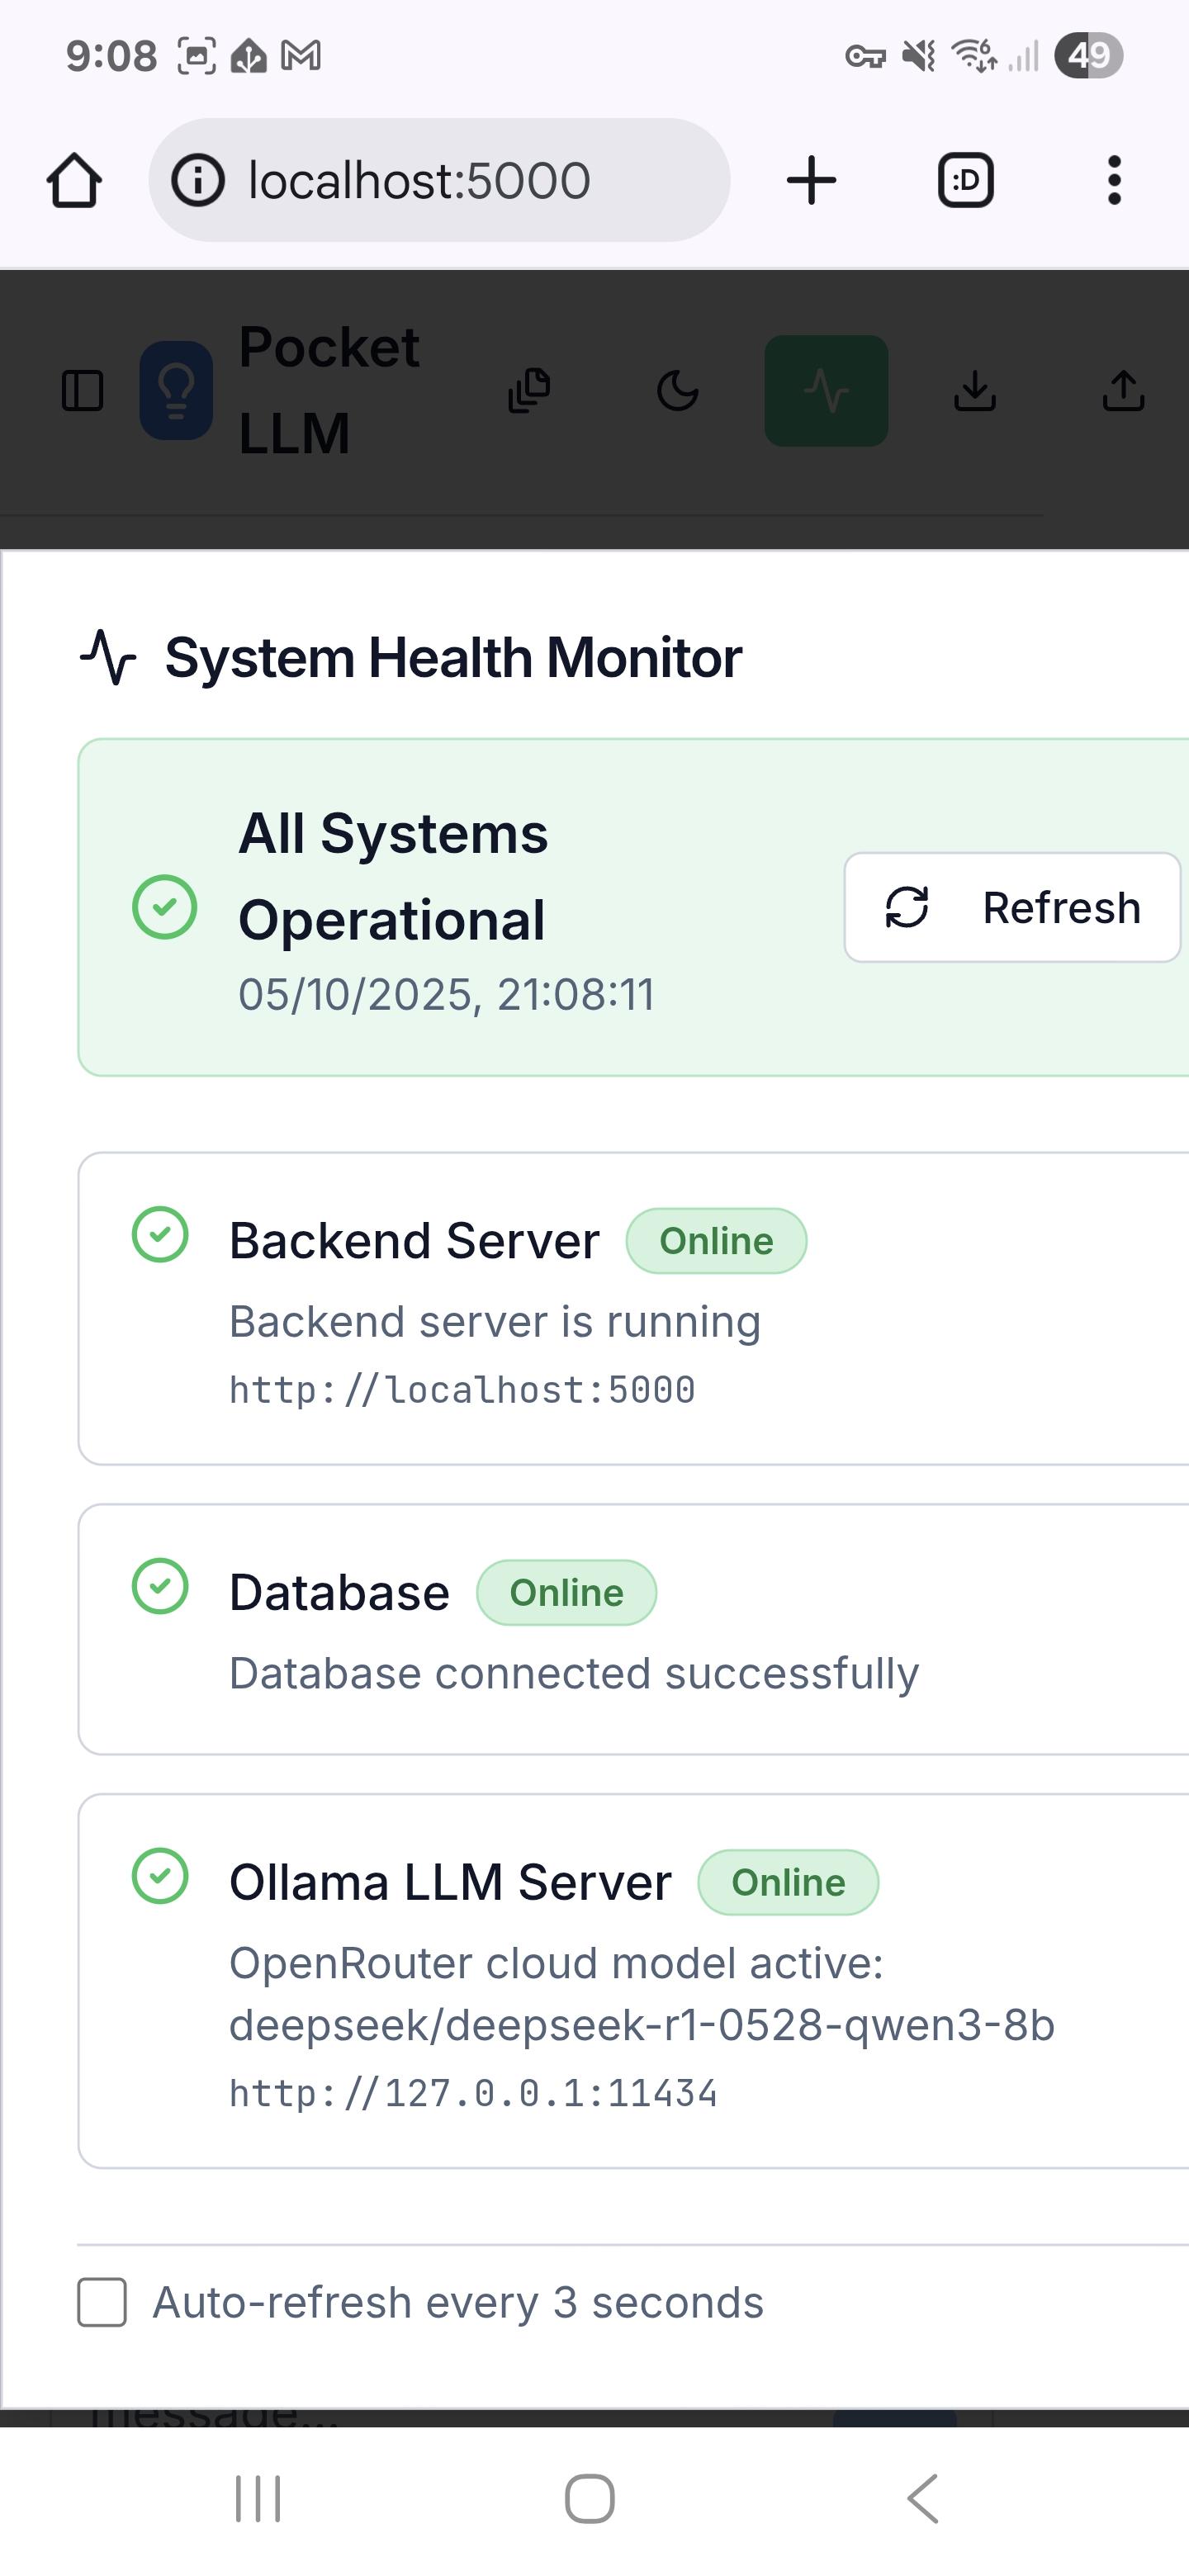 9:08
6
49
localhost:5000
:D
Pocket
LLM
System Health Monitor
All Systems
Operational
05/10/2025, 21:08:11
Refresh
Backend Server
Online
Backend server is running
http://localhost:5000
Database
Online
Database connected successfully
Ollama LLM Server
Online
OpenRouter cloud model active:
deepseek/deepseek-r1-0528-qwen3-8b
http://127.0.0.1:11434
Auto-refresh every 3 seconds
message...